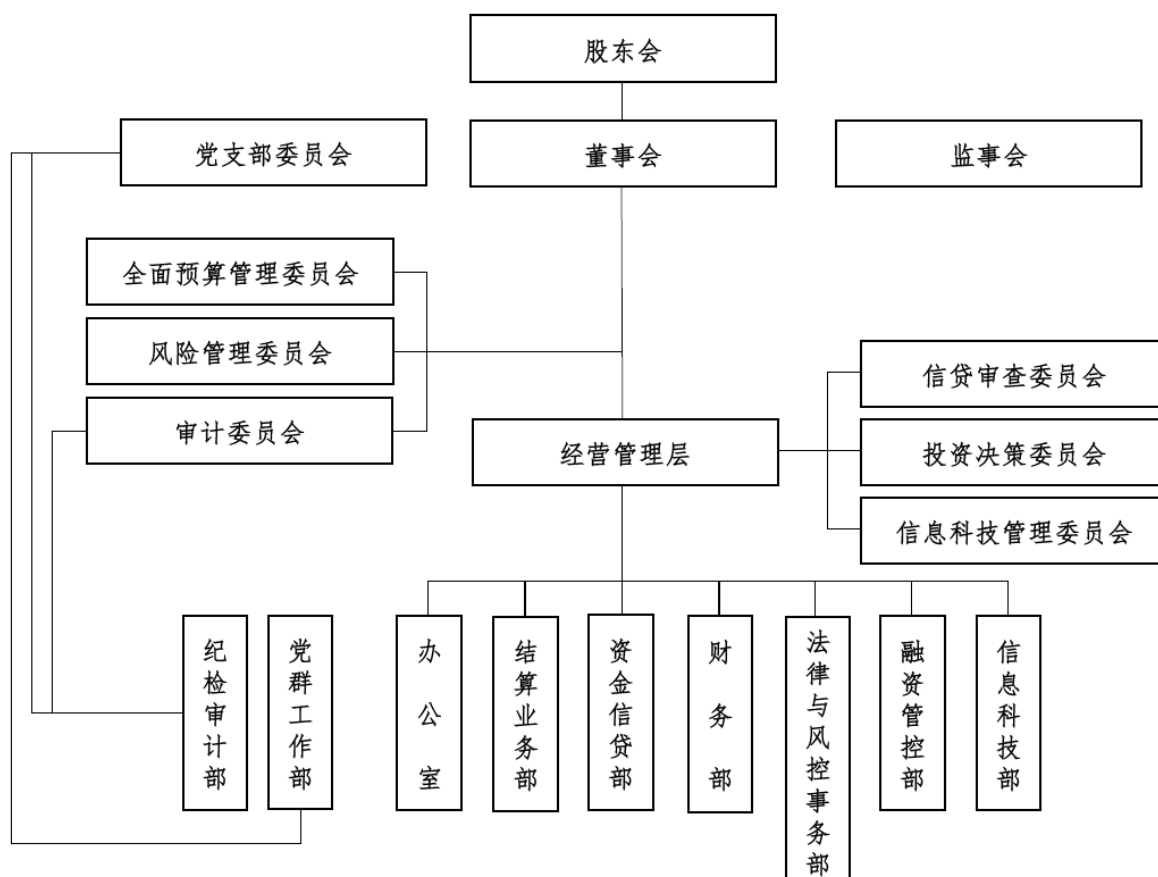 股东会
党支部委员会
董事会
监事会
全面预算管理委员会
风险管理委员会
审计委员会
信贷审查委员会
经营管理层
投资决策委员会
信息科技管理委员会
纪检审计部
党群工作部
办公室
结算业务部
资金信贷部
财务部
法律与风控事务部
融资管控部
信息科技部